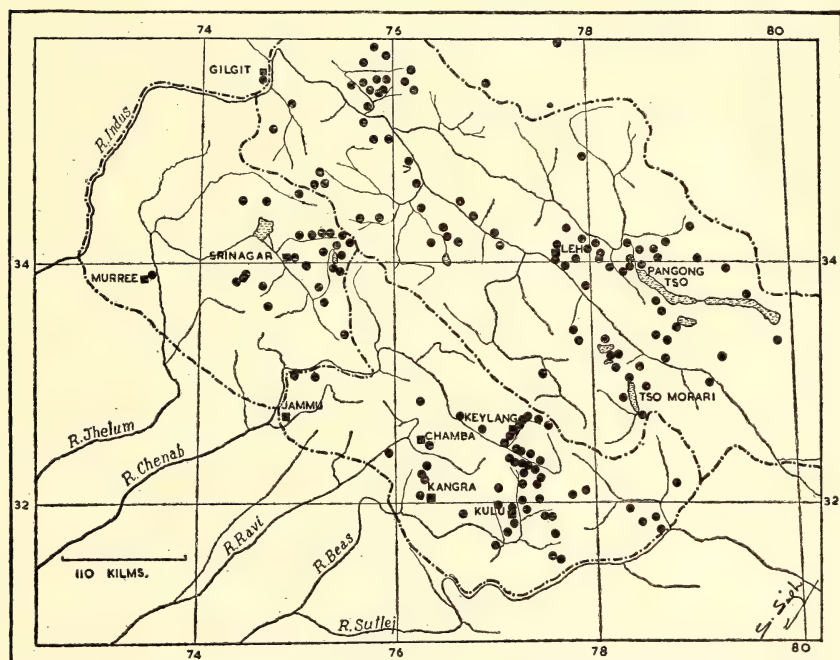 74 76 78 80
GILGIT
R. Indus
34 34
SRINAGAR
LEH
MURREE
PANGONG
TSO
JAMMU
KEYLANG
TSO MORARI
R. Jhelum
CHAMBA
R. Chenab
KANGRA
32 32
KULU
R. Ravi
R. Beas
110 KILMS.
R. Sutlej
74 76 78 80